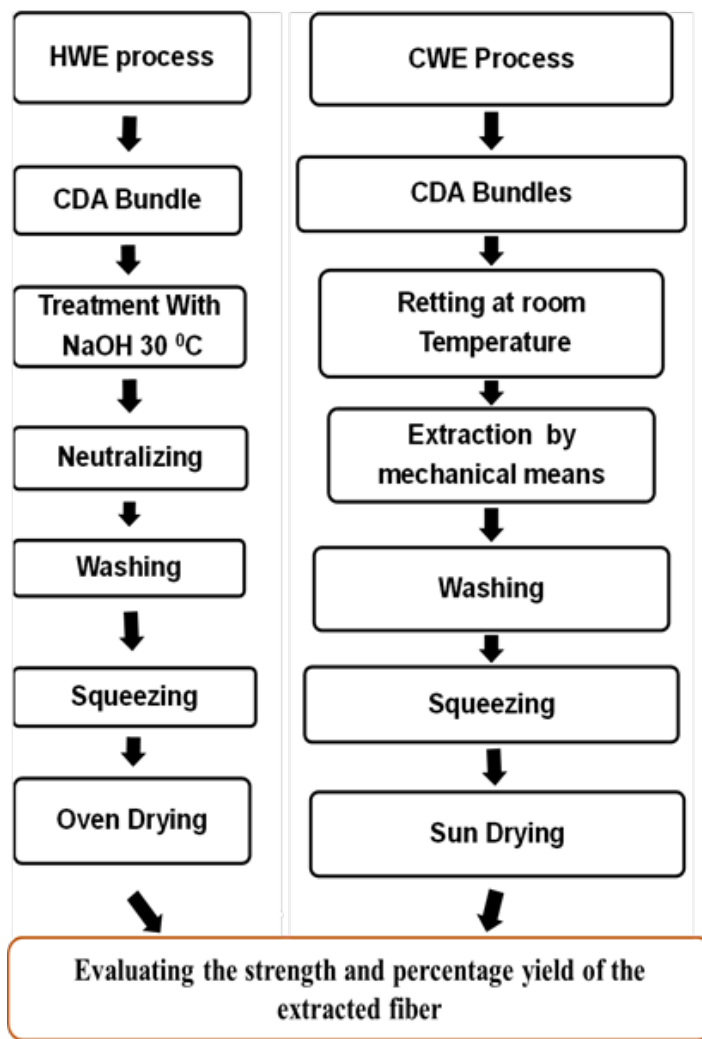 HWE process
CDA Bundle
Treatment With
NaOH 30 ⁰C
Neutralizing
Washing
Squeezing
Oven Drying
CWE Process
CDA Bundles
Retting at room
Temperature
Extraction by
mechanical means
Washing
Squeezing
Sun Drying
Evaluating the strength and percentage yield of the
extracted fiber